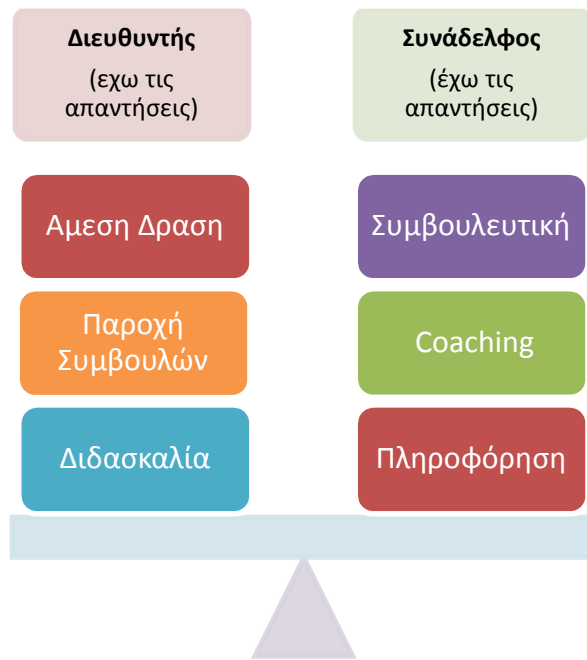 Διευθυντής
(εχω τις
απαντήσεις)
Συνάδελφος
(έχω τις
απαντήσεις)
Αμεση Δραση
Συμβουλευτική
Παροχή
Συμβουλών
Coaching
Διδασκαλία
Πληροφόρηση